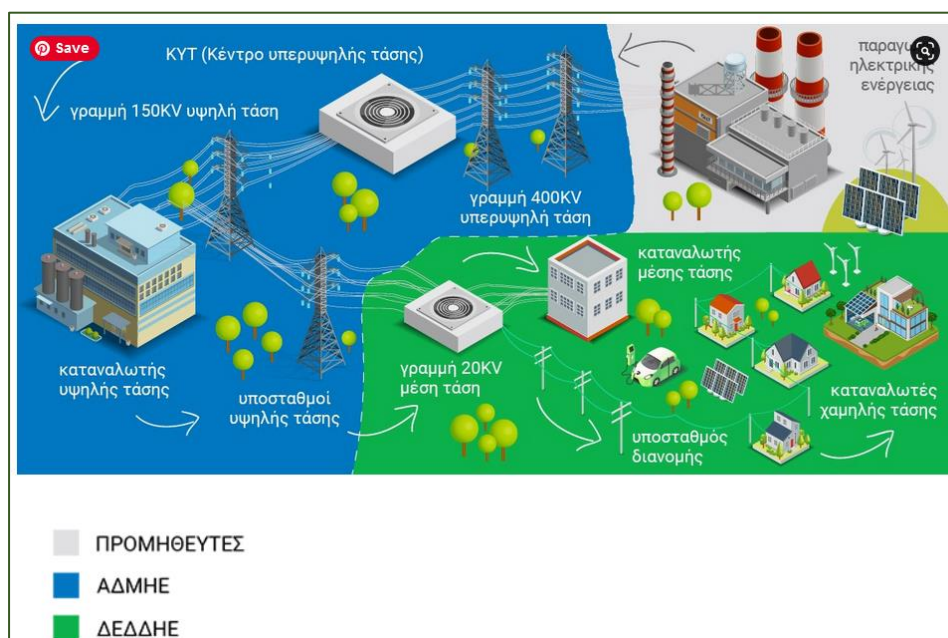 Save
ΚΥΤ (Κέντρο υπερυψηλής τάσης)
γραμμή 150KV υψηλή τάση
γραμμή 400KV
υπερυψηλή τάση
ηλεκτρικής
ενέργειας
καταναλωτής
υψηλής τάσης
υποσταθμοί
υψηλής τάσης
καταναλωτής
μέσης τάσης
γραμμή 20KV
μέση τάση
υποσταθμός
διανομής
καταναλωτές
χαμηλής τάσης
ΠΡΟΜΗΘΕΥΤΕΣ
ΑΔΜΗΕ
ΔΕΔΔΗΕ